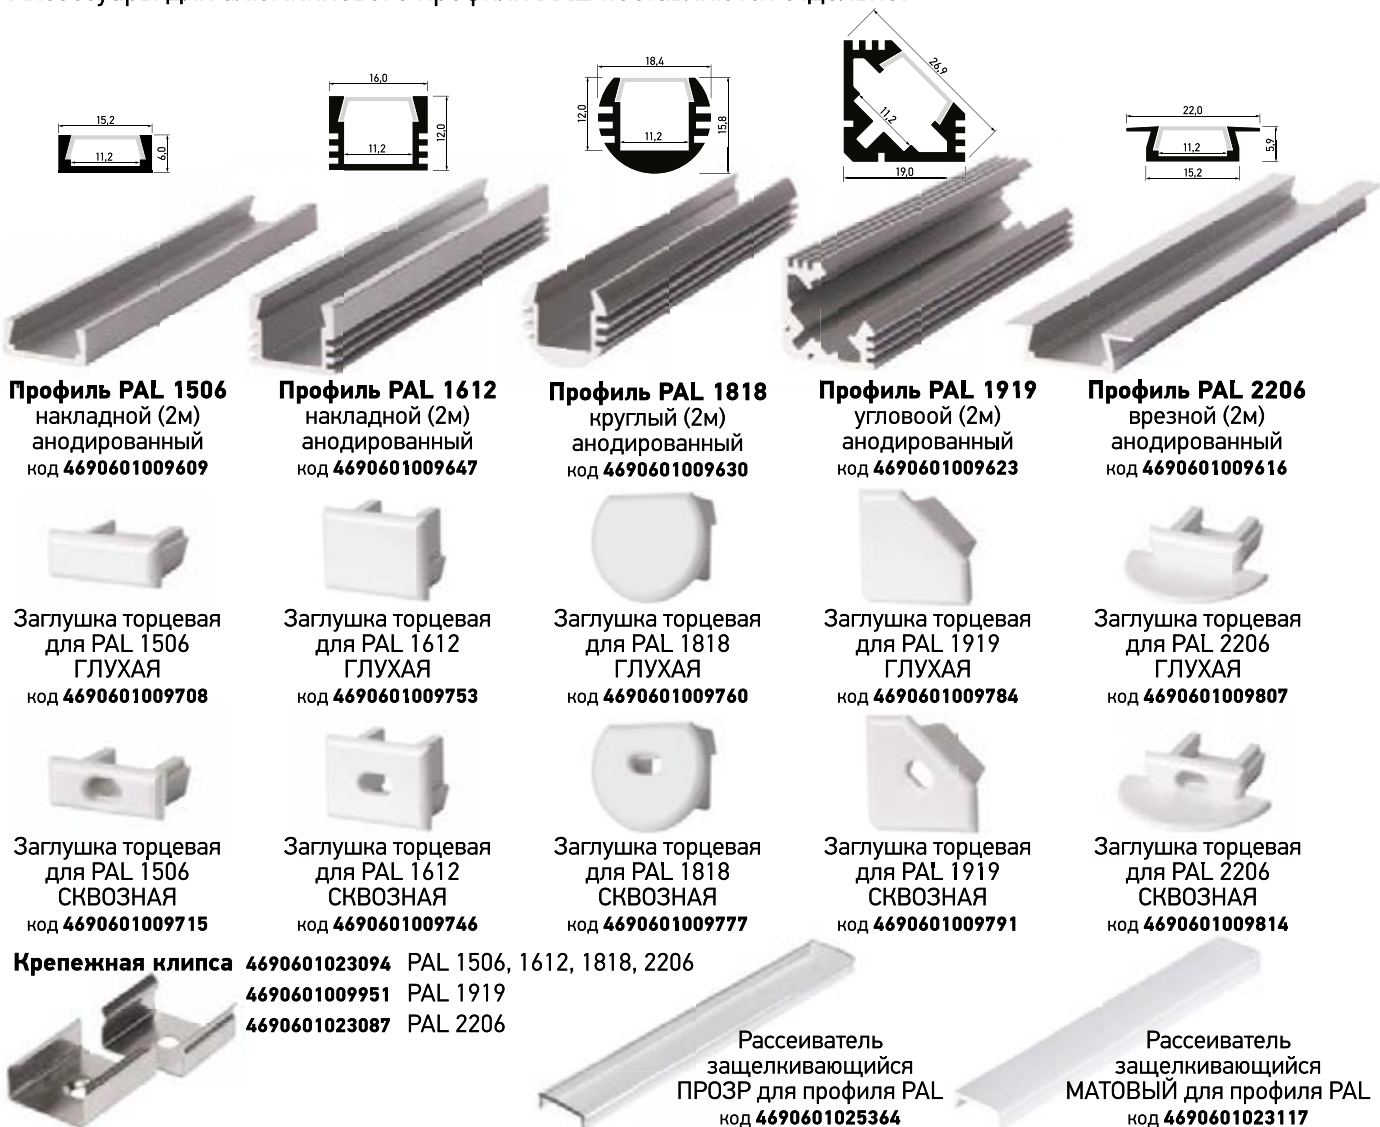 15,2
11,2
6,0
16,0
11,2
12,0
18,4
12,0
11,2
15,8
26,9
11,2
19,0
22,0
11,2
5,9
15,2
Профиль PAL 1506
накладной (2м)
анодированный
код 4690601009609
Профиль PAL 1612
накладной (2м)
анодированный
код 4690601009647
Профиль PAL 1818
круглый (2м)
анодированный
код 4690601009630
Профиль PAL 1919
угловоой (2м)
анодированный
код 4690601009623
Профиль PAL 2206
врезной (2м)
анодированный
код 4690601009616
Заглушка торцевая
для PAL 1506
ГЛУХАЯ
код 4690601009708
Заглушка торцевая
для PAL 1612
ГЛУХАЯ
код 4690601009753
Заглушка торцевая
для PAL 1818
ГЛУХАЯ
код 4690601009760
Заглушка торцевая
для PAL 1919
ГЛУХАЯ
код 4690601009784
Заглушка торцевая
для PAL 2206
ГЛУХАЯ
код 4690601009807
Заглушка торцевая
для PAL 1506
СКВОЗНАЯ
код 4690601009715
Заглушка торцевая
для PAL 1612
СКВОЗНАЯ
код 4690601009746
Заглушка торцевая
для PAL 1818
СКВОЗНАЯ
код 4690601009777
Заглушка торцевая
для PAL 1919
СКВОЗНАЯ
код 4690601009791
Заглушка торцевая
для PAL 2206
СКВОЗНАЯ
код 4690601009814
Крепежная клипса 4690601023094 PAL 1506, 1612, 1818, 2206
4690601009951 PAL 1919
4690601023087 PAL 2206
Рассеиватель
защелкивающийся
ПРОЗР для профиля PAL
код 4690601025364
Рассеиватель
защелкивающийся
МАТОВЫЙ для профиля PAL
код 4690601023117